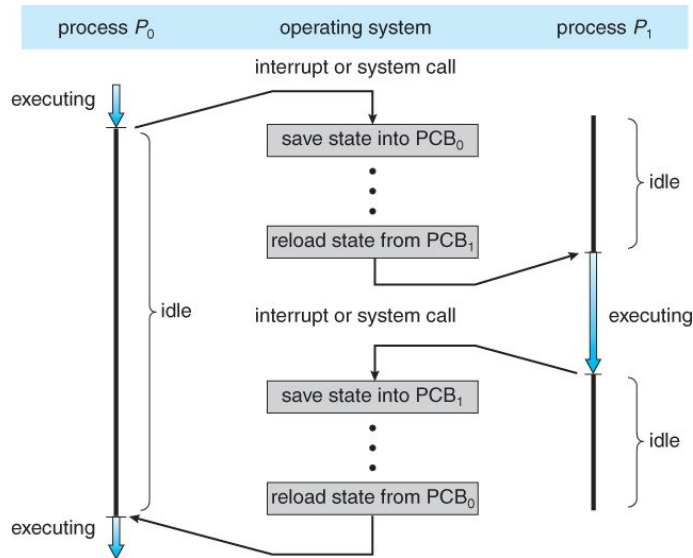 process P₀ operating system process P₁
interrupt or system call
executing
save state into PCB₀
idle
reload state from PCB₁
idle
interrupt or system call
executing
save state into PCB₁
idle
reload state from PCB₀
executing